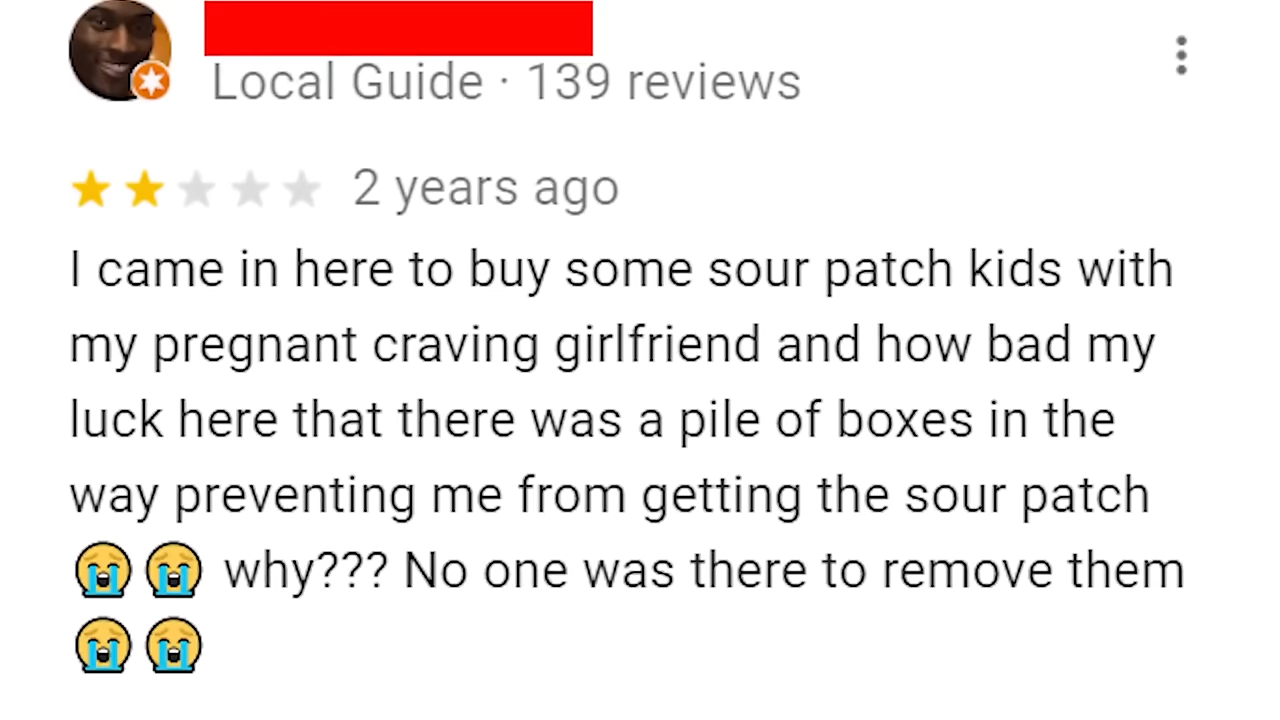 Local Guide · 139 reviews
2 years ago
I came in here to buy some sour patch kids with
my pregnant craving girlfriend and how bad my
luck here that there was a pile of boxes in the
way preventing me from getting the sour patch
😭😭 why??? No one was there to remove them
😭😭